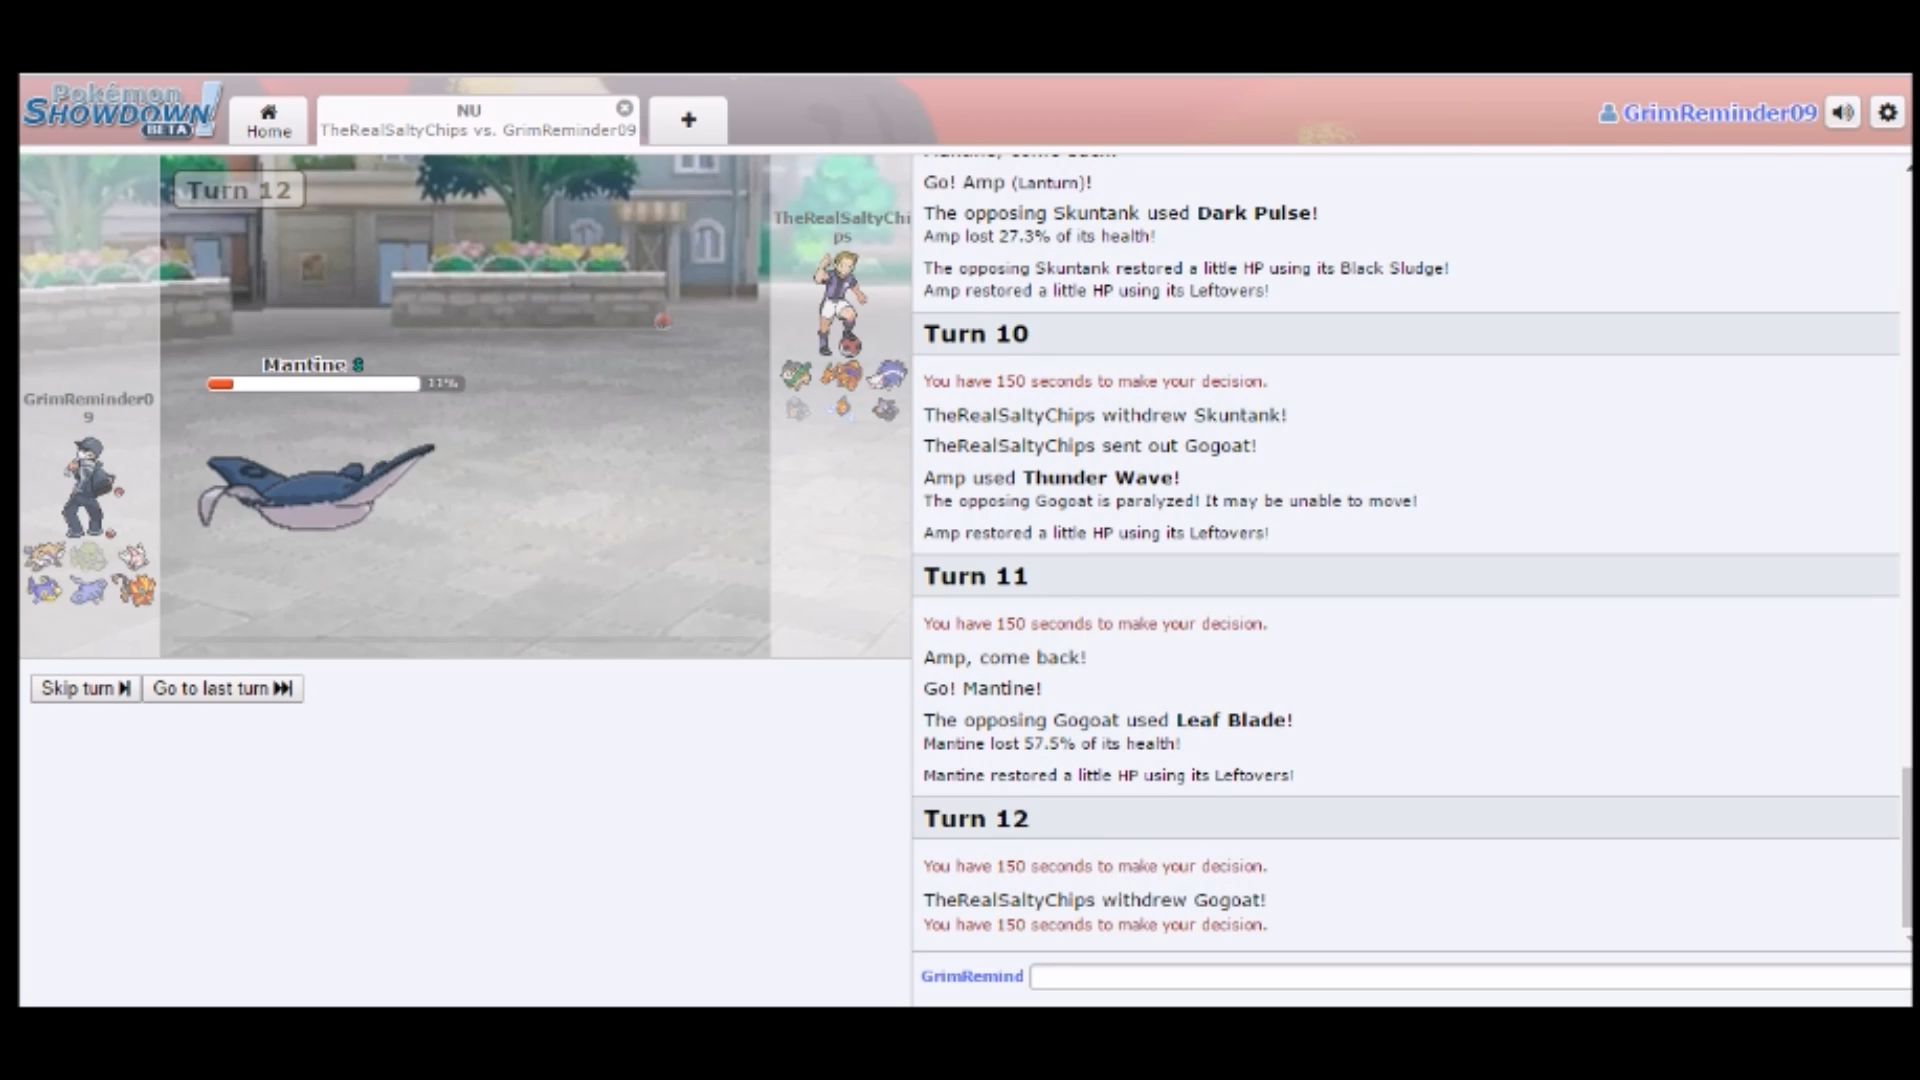 Pokémon
SHOWDOWN!
BETA
Home
NU
TheRealSaltyChips vs. GrimReminder09
+
GrimReminder09
Turn 12
TheRealSaltyChi
ps
Mantine
11%
GrimReminder0
9
Skip turn
Go to last turn
Go! Amp (Lanturn)!
The opposing Skuntank used Dark Pulse!
Amp lost 27.3% of its health!
The opposing Skuntank restored a little HP using its Black Sludge!
Amp restored a little HP using its Leftovers!
Turn 10
You have 150 seconds to make your decision.
TheRealSaltyChips withdrew Skuntank!
TheRealSaltyChips sent out Gogoat!
Amp used Thunder Wave!
The opposing Gogoat is paralyzed! It may be unable to move!
Amp restored a little HP using its Leftovers!
Turn 11
You have 150 seconds to make your decision.
Amp, come back!
Go! Mantine!
The opposing Gogoat used Leaf Blade!
Mantine lost 57.5% of its health!
Mantine restored a little HP using its Leftovers!
Turn 12
You have 150 seconds to make your decision.
TheRealSaltyChips withdrew Gogoat!
You have 150 seconds to make your decision.
GrimRemind